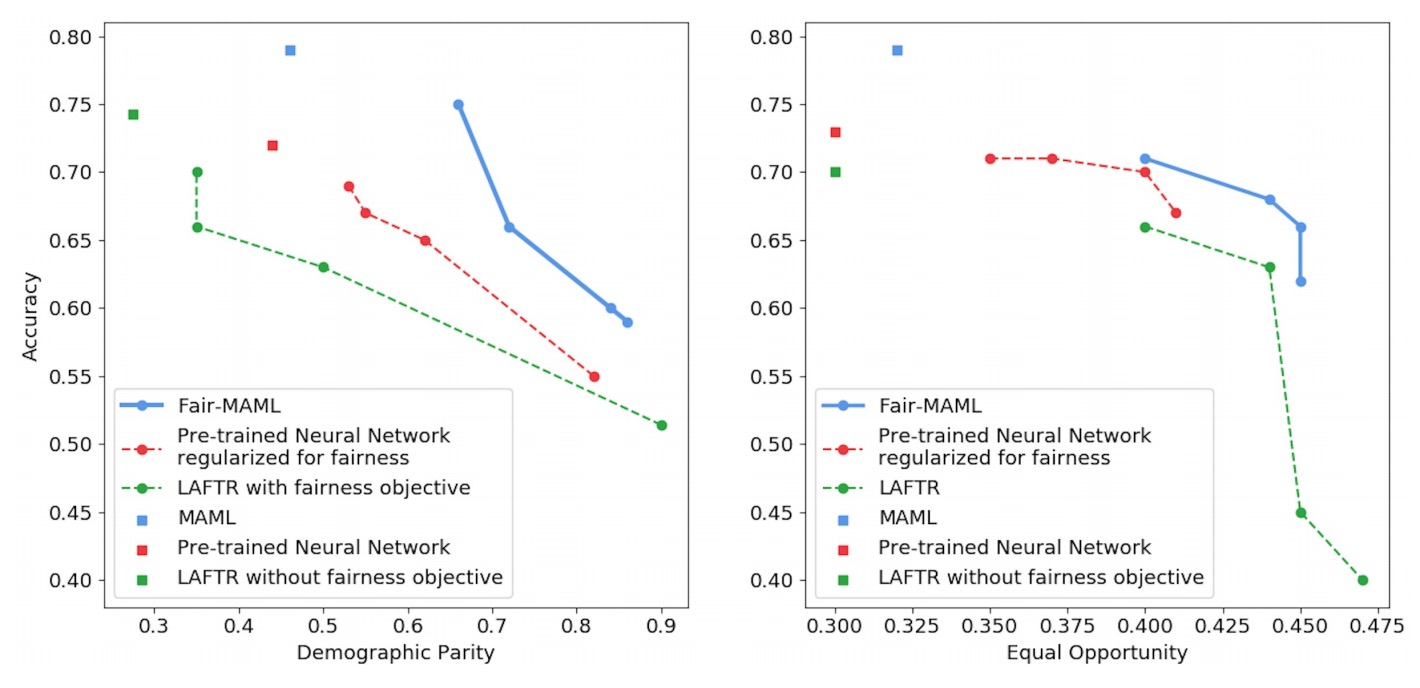 0.80
0.75
0.70
0.65
0.60
0.55
0.50
0.45
0.40
Accuracy
Fair-MAML
Pre-trained Neural Network
regularized for fairness
LAFTR with fairness objective
MAML
Pre-trained Neural Network
LAFTR without fairness objective
0.3 0.4 0.5 0.6 0.7 0.8 0.9
Demographic Parity
0.80
0.75
0.70
0.65
0.60
0.55
0.50
0.45
0.40
Fair-MAML
Pre-trained Neural Network
regularized for fairness
LAFTR
MAML
Pre-trained Neural Network
LAFTR without fairness objective
0.300 0.325 0.350 0.375 0.400 0.425 0.450 0.475
Equal Opportunity